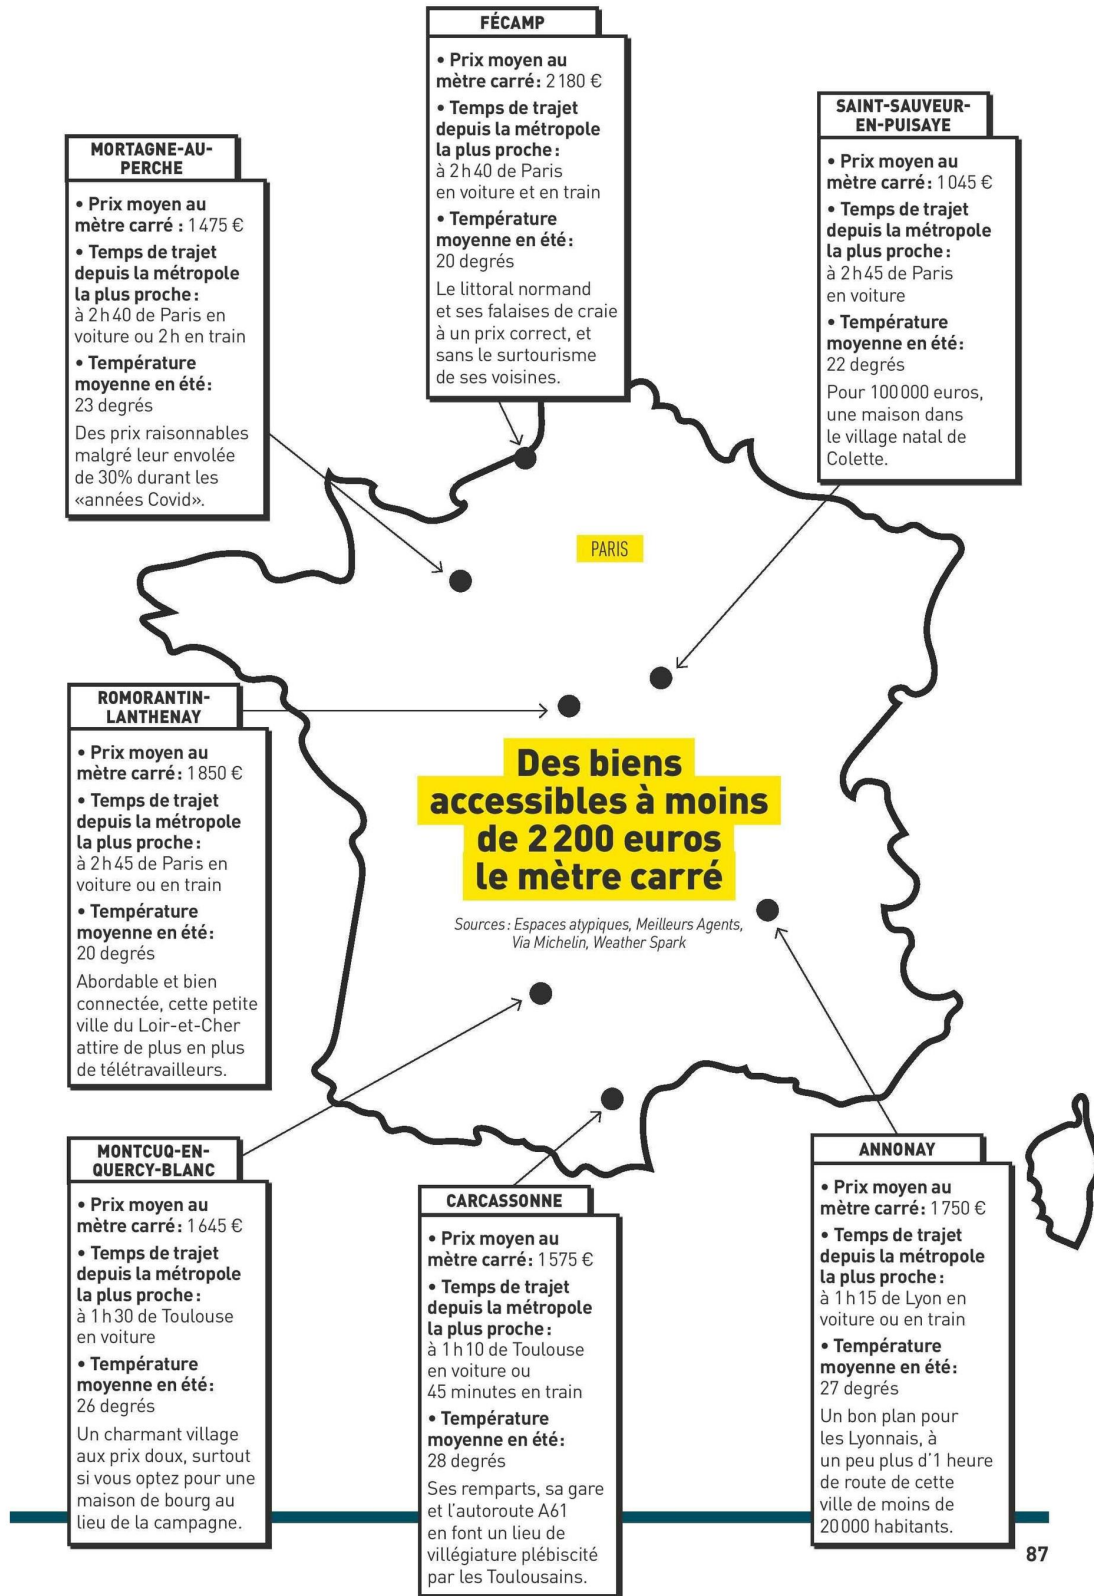 FÉCAMP
• Prix moyen au
mètre carré : 2 180 €
• Temps de trajet
depuis la métropole
la plus proche :
à 2 h 40 de Paris
en voiture et en train
• Température
moyenne en été :
20 degrés
Le littoral normand
et ses falaises de craie
à un prix correct, et
sans le surtourisme
de ses voisines.
SAINT-SAUVEUR-
EN-PUISAYE
• Prix moyen au
mètre carré : 1 045 €
• Temps de trajet
depuis la métropole
la plus proche :
à 2 h 45 de Paris
en voiture
• Température
moyenne en été :
22 degrés
Pour 100 000 euros,
une maison dans
le village natal de
Colette.
MORTAGNE-AU-
PERCHE
• Prix moyen au
mètre carré : 1 475 €
• Temps de trajet
depuis la métropole
la plus proche :
à 2 h 40 de Paris en
voiture ou 2 h en train
• Température
moyenne en été :
23 degrés
Des prix raisonnables
malgré leur envolée
de 30% durant les
«années Covid».
PARIS
ROMORANTIN-
LANTHENAY
• Prix moyen au
mètre carré : 1 850 €
• Temps de trajet
depuis la métropole
la plus proche :
à 2 h 45 de Paris en
voiture ou en train
• Température
moyenne en été :
20 degrés
Abordable et bien
connectée, cette petite
ville du Loir-et-Cher
attire de plus en plus
de télétravailleurs.
Des biens
accessibles à moins
de 2 200 euros
le mètre carré
Sources : Espaces atypiques, Meilleurs Agents,
Via Michelin, Weather Spark
MONTCUQ-EN-
QUERCY-BLANC
• Prix moyen au
mètre carré : 1 645 €
• Temps de trajet
depuis la métropole
la plus proche :
à 1 h 30 de Toulouse
en voiture
• Température
moyenne en été :
26 degrés
Un charmant village
aux prix doux, surtout
si vous optez pour une
maison de bourg au
lieu de la campagne.
CARCASSONNE
• Prix moyen au
mètre carré : 1 575 €
• Temps de trajet
depuis la métropole
la plus proche :
à 1 h 10 de Toulouse
en voiture ou
45 minutes en train
• Température
moyenne en été :
28 degrés
Ses remparts, sa gare
et l'autoroute A61
en font un lieu de
villégiature plébiscité
par les Toulousains.
ANNONAY
• Prix moyen au
mètre carré : 1 750 €
• Temps de trajet
depuis la métropole
la plus proche :
à 1 h 15 de Lyon en
voiture ou en train
• Température
moyenne en été :
27 degrés
Un bon plan pour
les Lyonnais, à
un peu plus d'1 heure
de route de cette
ville de moins de
20 000 habitants.
87